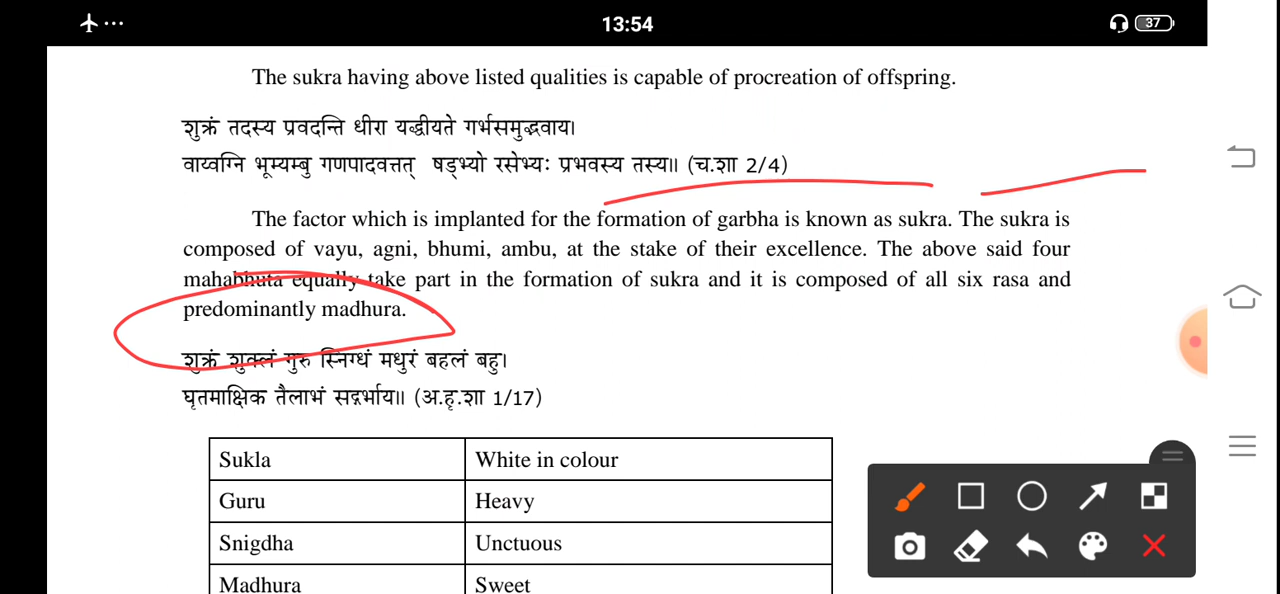 13:54
37
The sukra having above listed qualities is capable of procreation of offspring.
शुक्रं तदस्य प्रवदन्ति धीरा यद्धीयते गर्भसमुद्भवाय।
वाय्वग्नि भूम्यम्बु गणपादवत्तत् षड्भ्यो रसेभ्यः प्रभवस्य तस्य॥ (च.शा 2/4)
The factor which is implanted for the formation of garbha is known as sukra. The sukra is
composed of vayu, agni, bhumi, ambu, at the stake of their excellence. The above said four
mahabhuta equally take part in the formation of sukra and it is composed of all six rasa and
predominantly madhura.
शुक्रं शुक्लं गुरु स्निग्धं मधुरं बहलं बहु।
घृतमाक्षिक तैलाभं सद्गर्भाय॥ (अ.हृ.शा 1/17)
Sukla White in colour
Guru Heavy
Snigdha Unctuous
Madhura Sweet